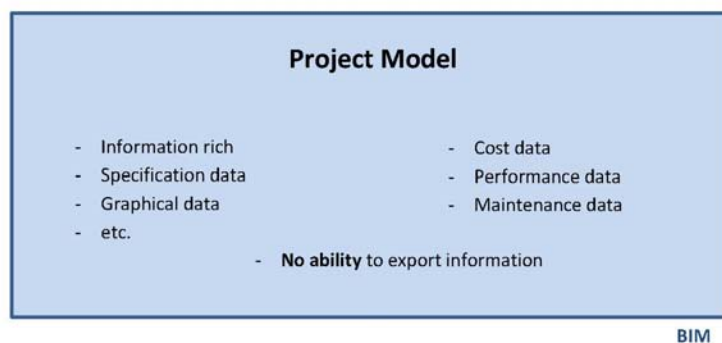 Project Model
- Information rich
- Specification data
- Graphical data
- etc.
- Cost data
- Performance data
- Maintenance data
- No ability to export information
BIM